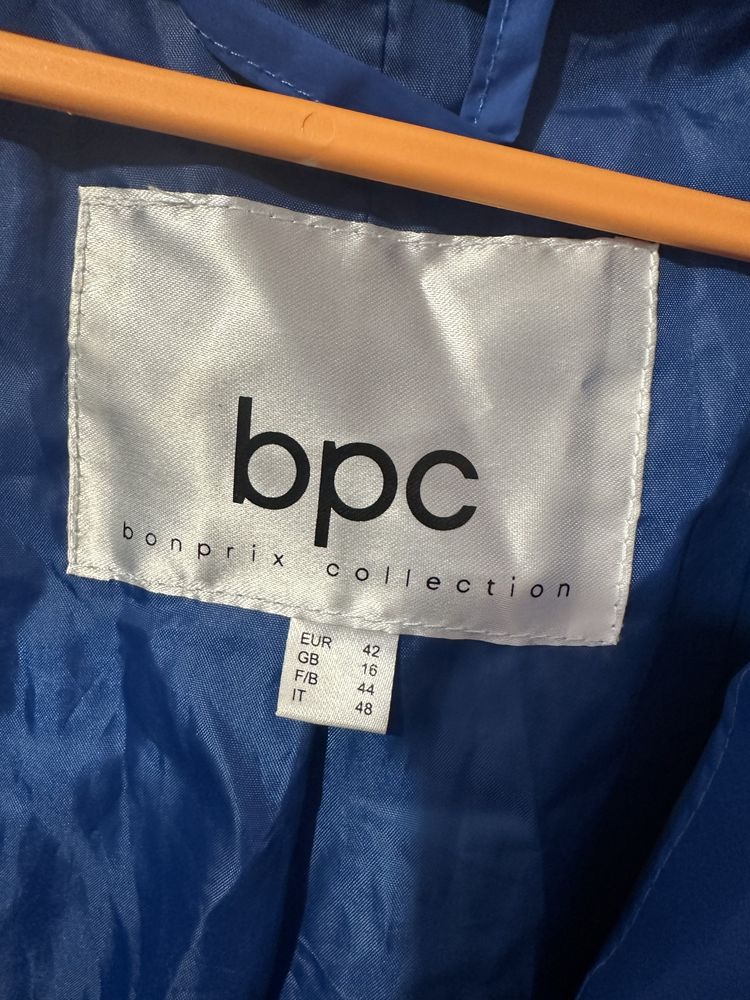 bpc
bonprix collection
EUR 42
GB 16
F/B 44
IT 48